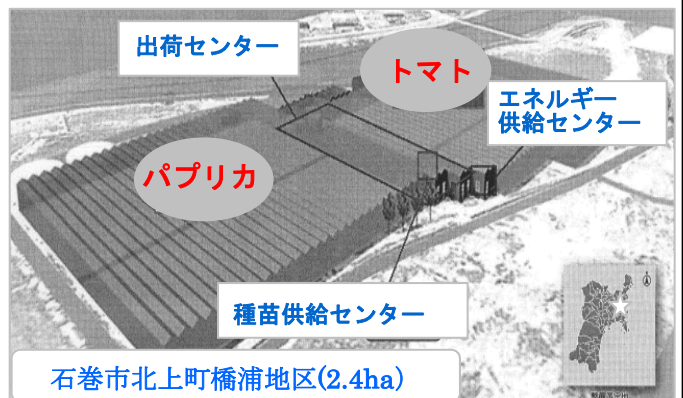 出荷センター
トマト
エネルギー
供給センター
パプリカ
種苗供給センター
石巻市北上町橋浦地区(2.4ha)